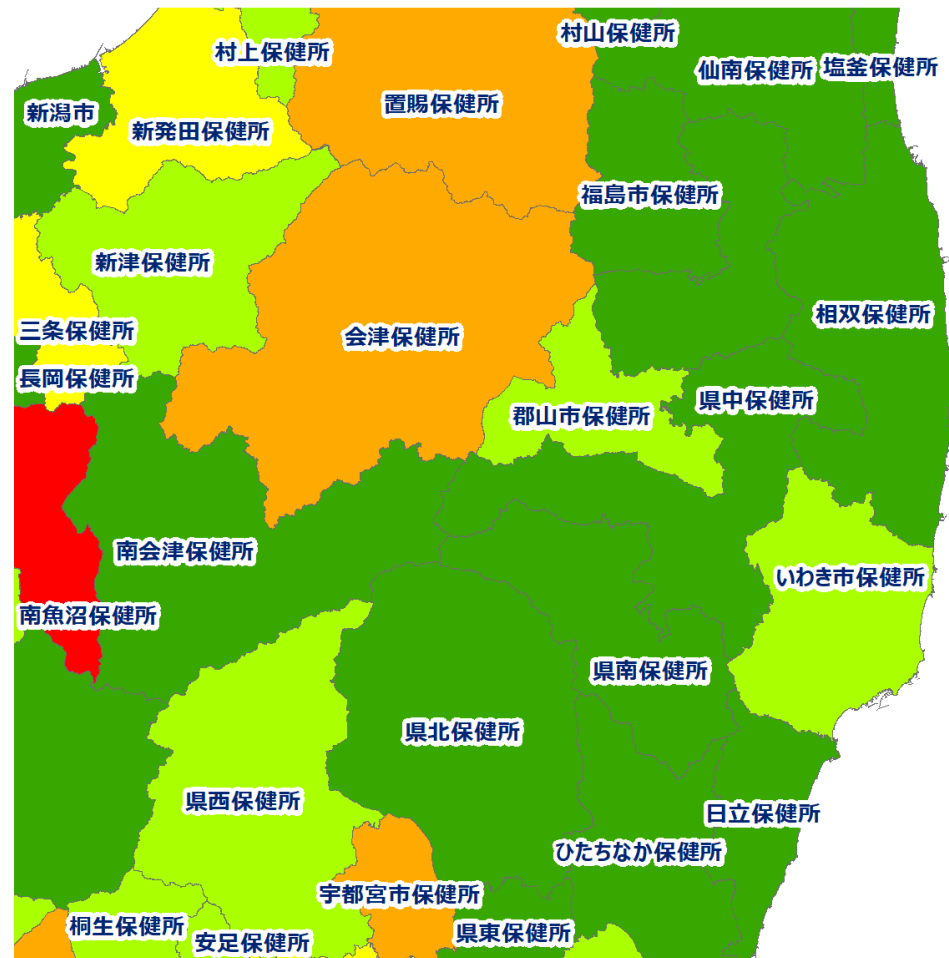 村山保健所
村上保健所
仙南保健所
塩釜保健所
置賜保健所
新潟市
新発田保健所
福島市保健所
新津保健所
相双保健所
三条保健所
会津保健所
長岡保健所
県中保健所
郡山市保健所
南会津保健所
いわき市保健所
南魚沼保健所
県南保健所
県北保健所
県西保健所
日立保健所
ひたちなか保健所
宇都宮市保健所
桐生保健所
県東保健所
安足保健所